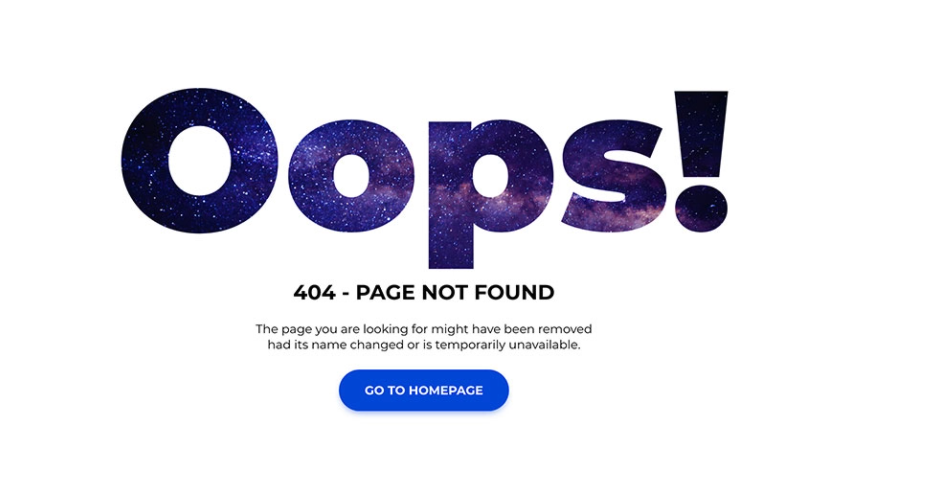 Oops!
404 - PAGE NOT FOUND
The page you are looking for might have been removed
had its name changed or is temporarily unavailable.
GO TO HOMEPAGE